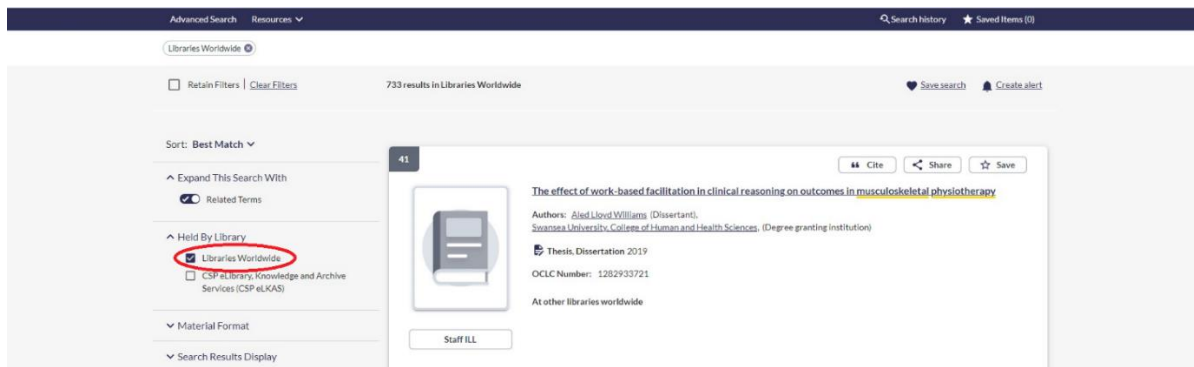 Advanced Search Resources Search history Saved Items (0)
Libraries Worldwide
Retain Filters | Clear Filters 733 results in Libraries Worldwide Save search Create alert
Sort: Best Match
41
Cite Share Save
Expand This Search With
Related Terms
The effect of work-based facilitation in clinical reasoning on outcomes in musculoskeletal physiotherapy
Authors: Aled Lloyd Williams (Dissertant),
Swansea University, College of Human and Health Sciences, (Degree granting institution)
Held By Library
Libraries Worldwide
CSP eLibrary, Knowledge and Archive
Services (CSP eLKAS)
Thesis, Dissertation 2019
OCLC Number: 1282933721
At other libraries worldwide
Material Format
Staff ILL
Search Results Display